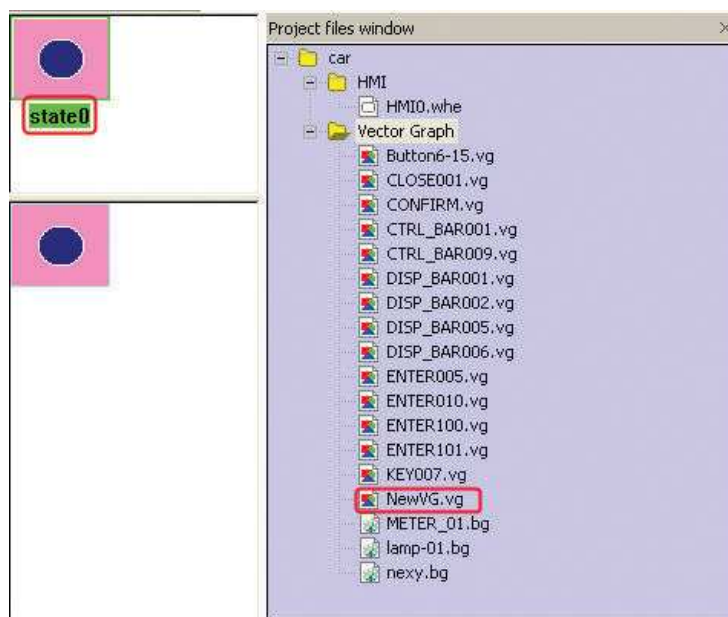 state0
Project files window
car
HMI
HMI0.whe
Vector Graph
Button6-15.vg
CLOSE001.vg
CONFIRM.vg
CTRL_BAR001.vg
CTRL_BAR009.vg
DISP_BAR001.vg
DISP_BAR002.vg
DISP_BAR005.vg
DISP_BAR006.vg
ENTER005.vg
ENTER010.vg
ENTER100.vg
ENTER101.vg
KEY007.vg
NewVG.vg
METER_01.bg
lamp-01.bg
nexy.bg